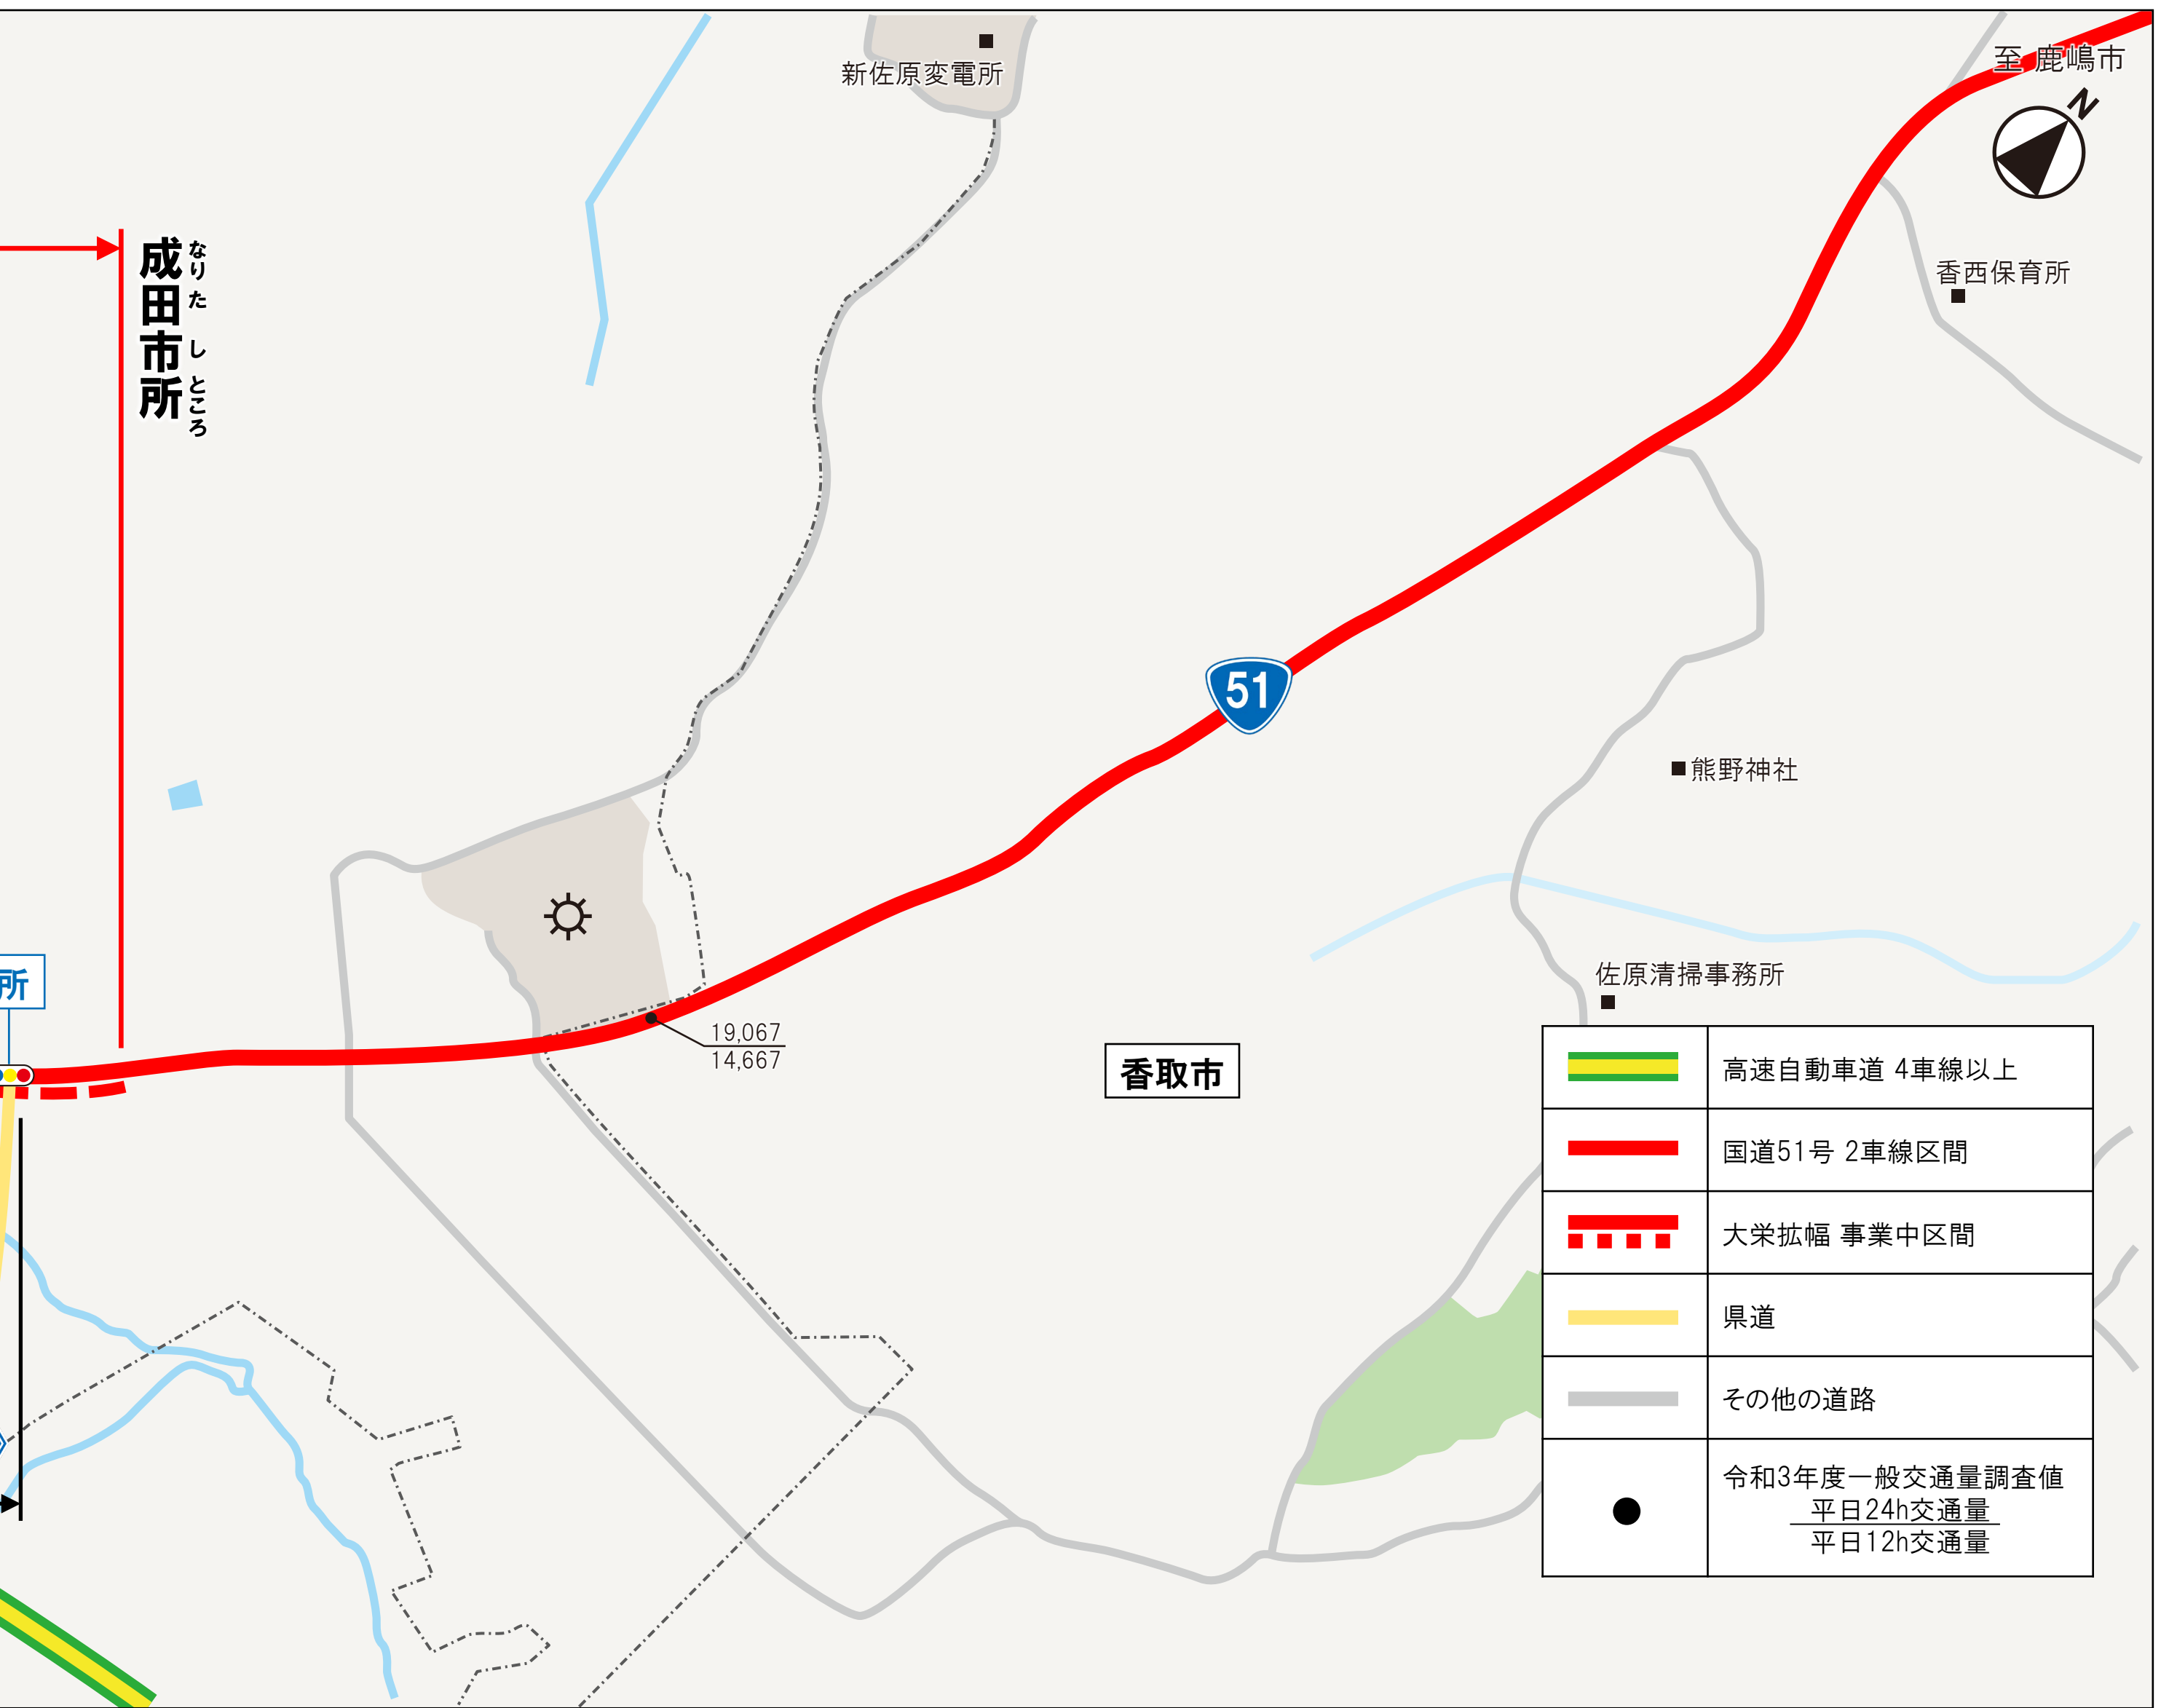 新佐原変電所
至 鹿嶋市
N
香西保育所
成田市所
なり た し ところ
51
熊野神社
所
佐原清掃事務所
19,067
14,667
香取市
高速自動車道 4車線以上
国道51号 2車線区間
大栄拡幅 事業中区間
県道
その他の道路
令和3年度一般交通量調査値
平日24h交通量
平日12h交通量